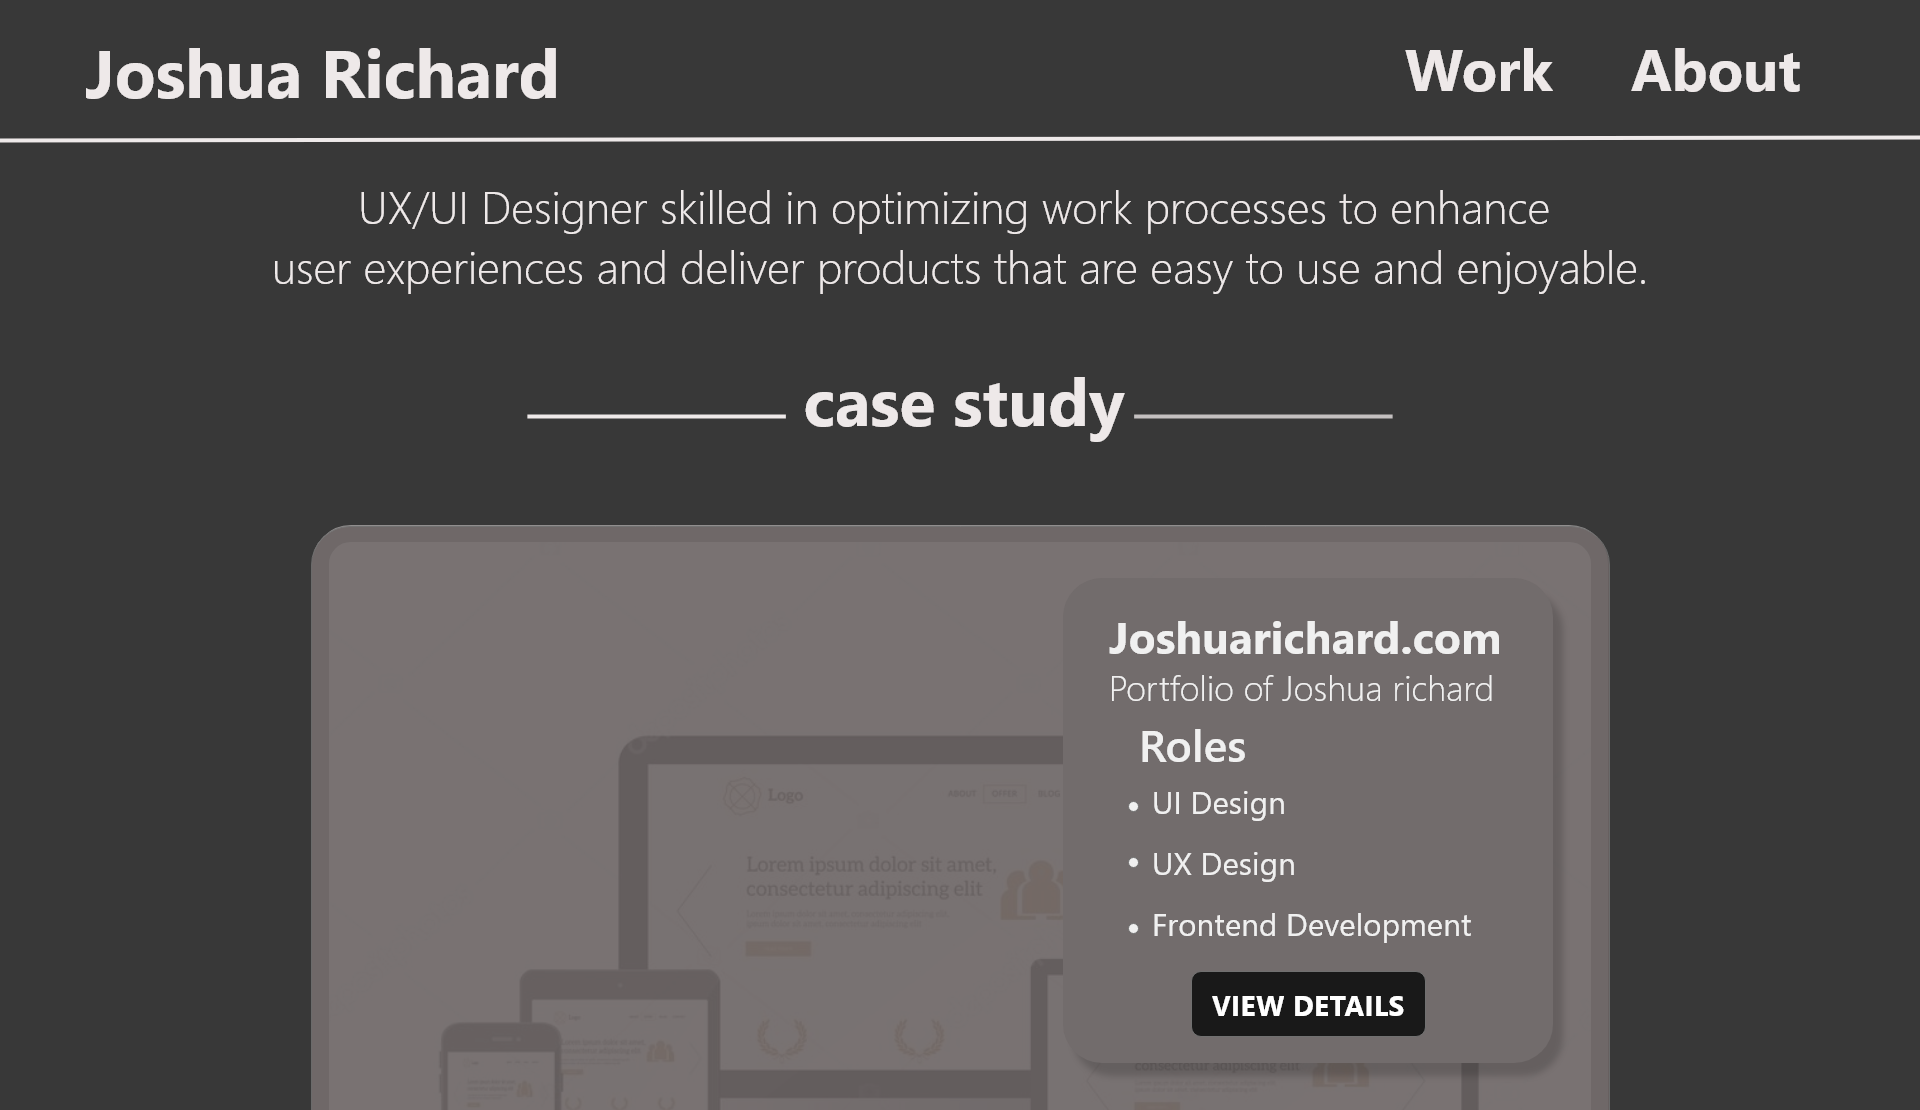 Joshua Richard
Work
About
UX/UI Designer skilled in optimizing work processes to enhance
user experiences and deliver products that are easy to use and enjoyable.
case study
Joshuarichard.com
Portfolio of Joshua richard
Roles
• UI Design
• UX Design
• Frontend Development
VIEW DETAILS
Logo
ABOUT
OFFER
BLOG
Lorem ipsum dolor sit amet,
consectetur adipiscing elit
consectetur adipiscing elit